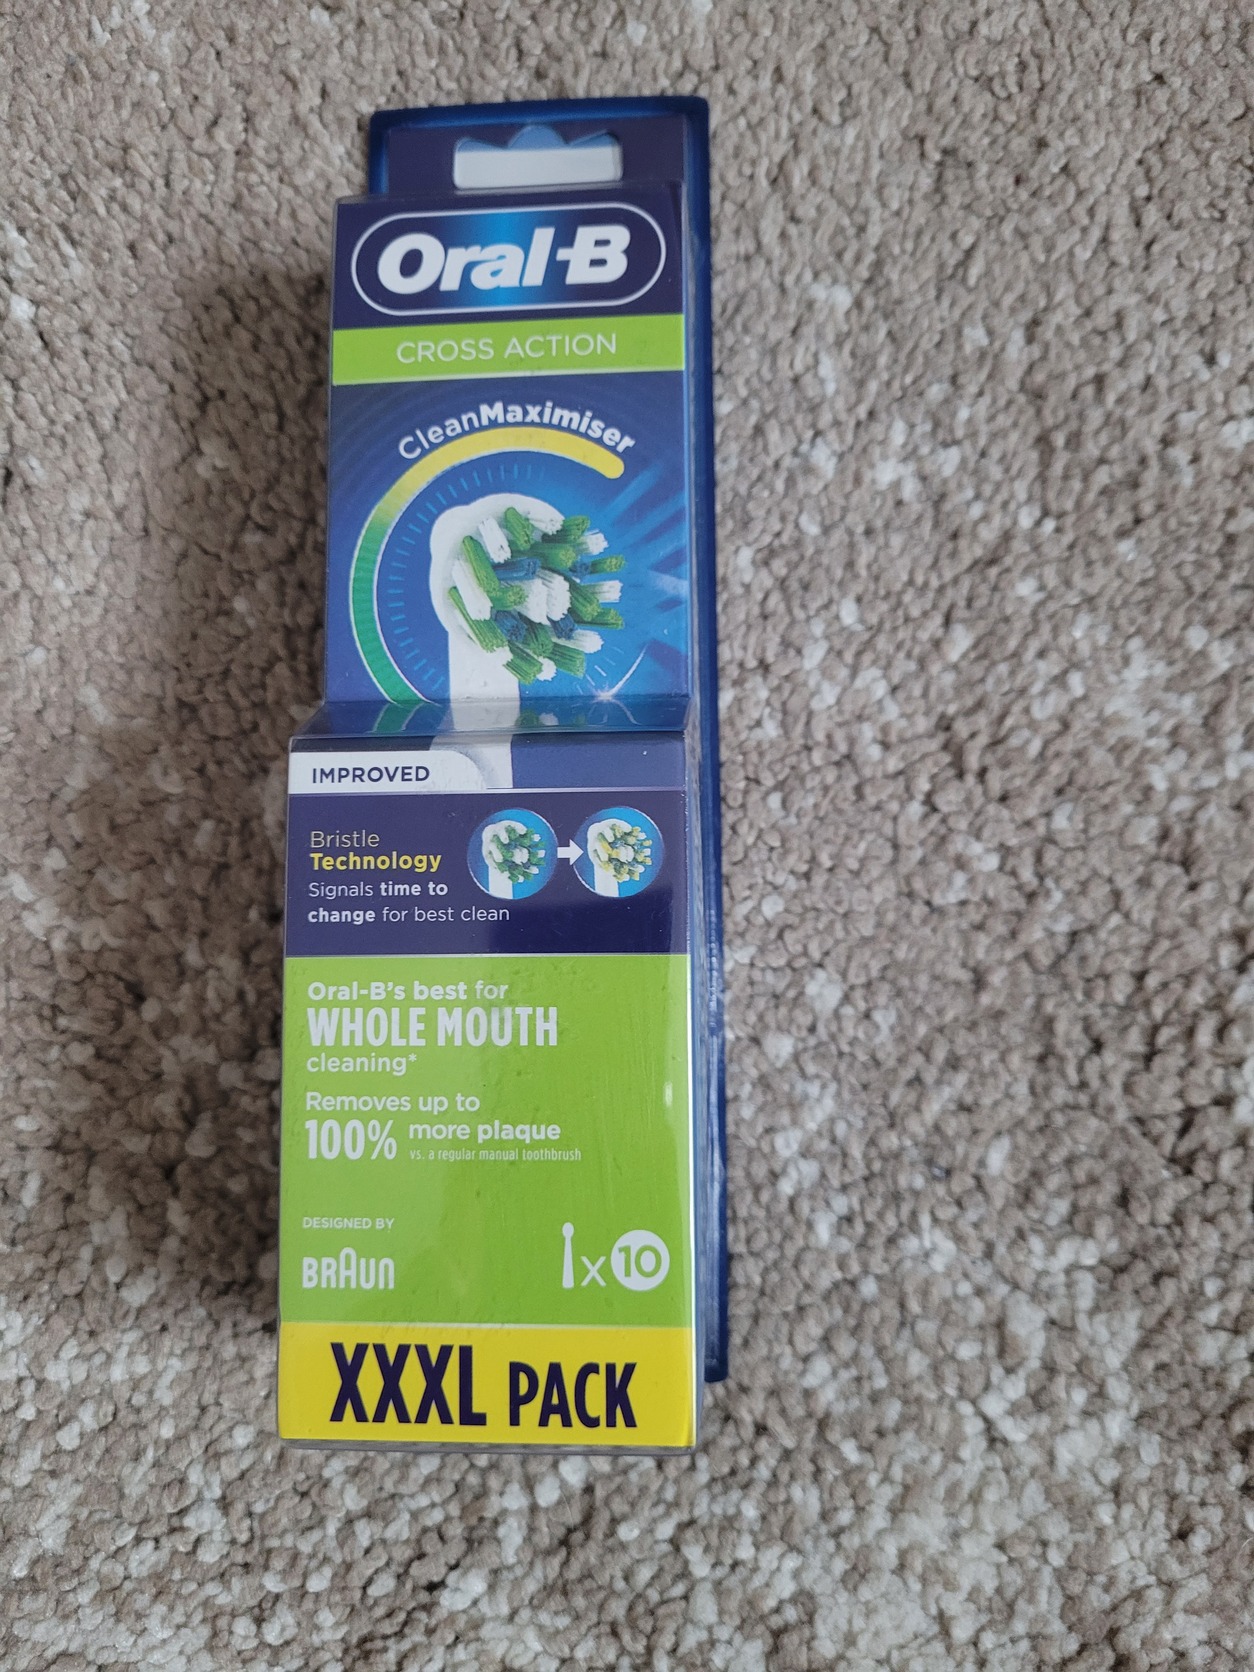 Oral-B
CROSS ACTION
CleanMaximiser
IMPROVED
Bristle
Technology
Signals time to
change for best clean
Oral-B's best for
WHOLE MOUTH
cleaning*
Removes up to
100% more plaque
vs. a regular manual toothbrush
DESIGNED BY
BRAUN
x 10
XXXL PACK